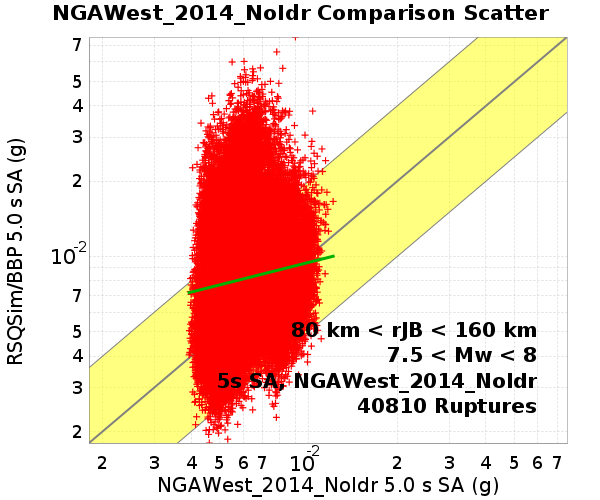 NGAWest_2014_NoIdr Comparison Scatter
7
5
4
3
2
10-2
7
5
4
3
2
RSQSim/BBP 5.0 s SA (g)
80 km < rJB < 160 km
7.5 < Mw < 8
5s SA, NGAWest_2014_NoIdr
40810 Ruptures
2 3 4 5 6 7 10-2 2 3 4 5 6 7
NGAWest_2014_NoIdr 5.0 s SA (g)